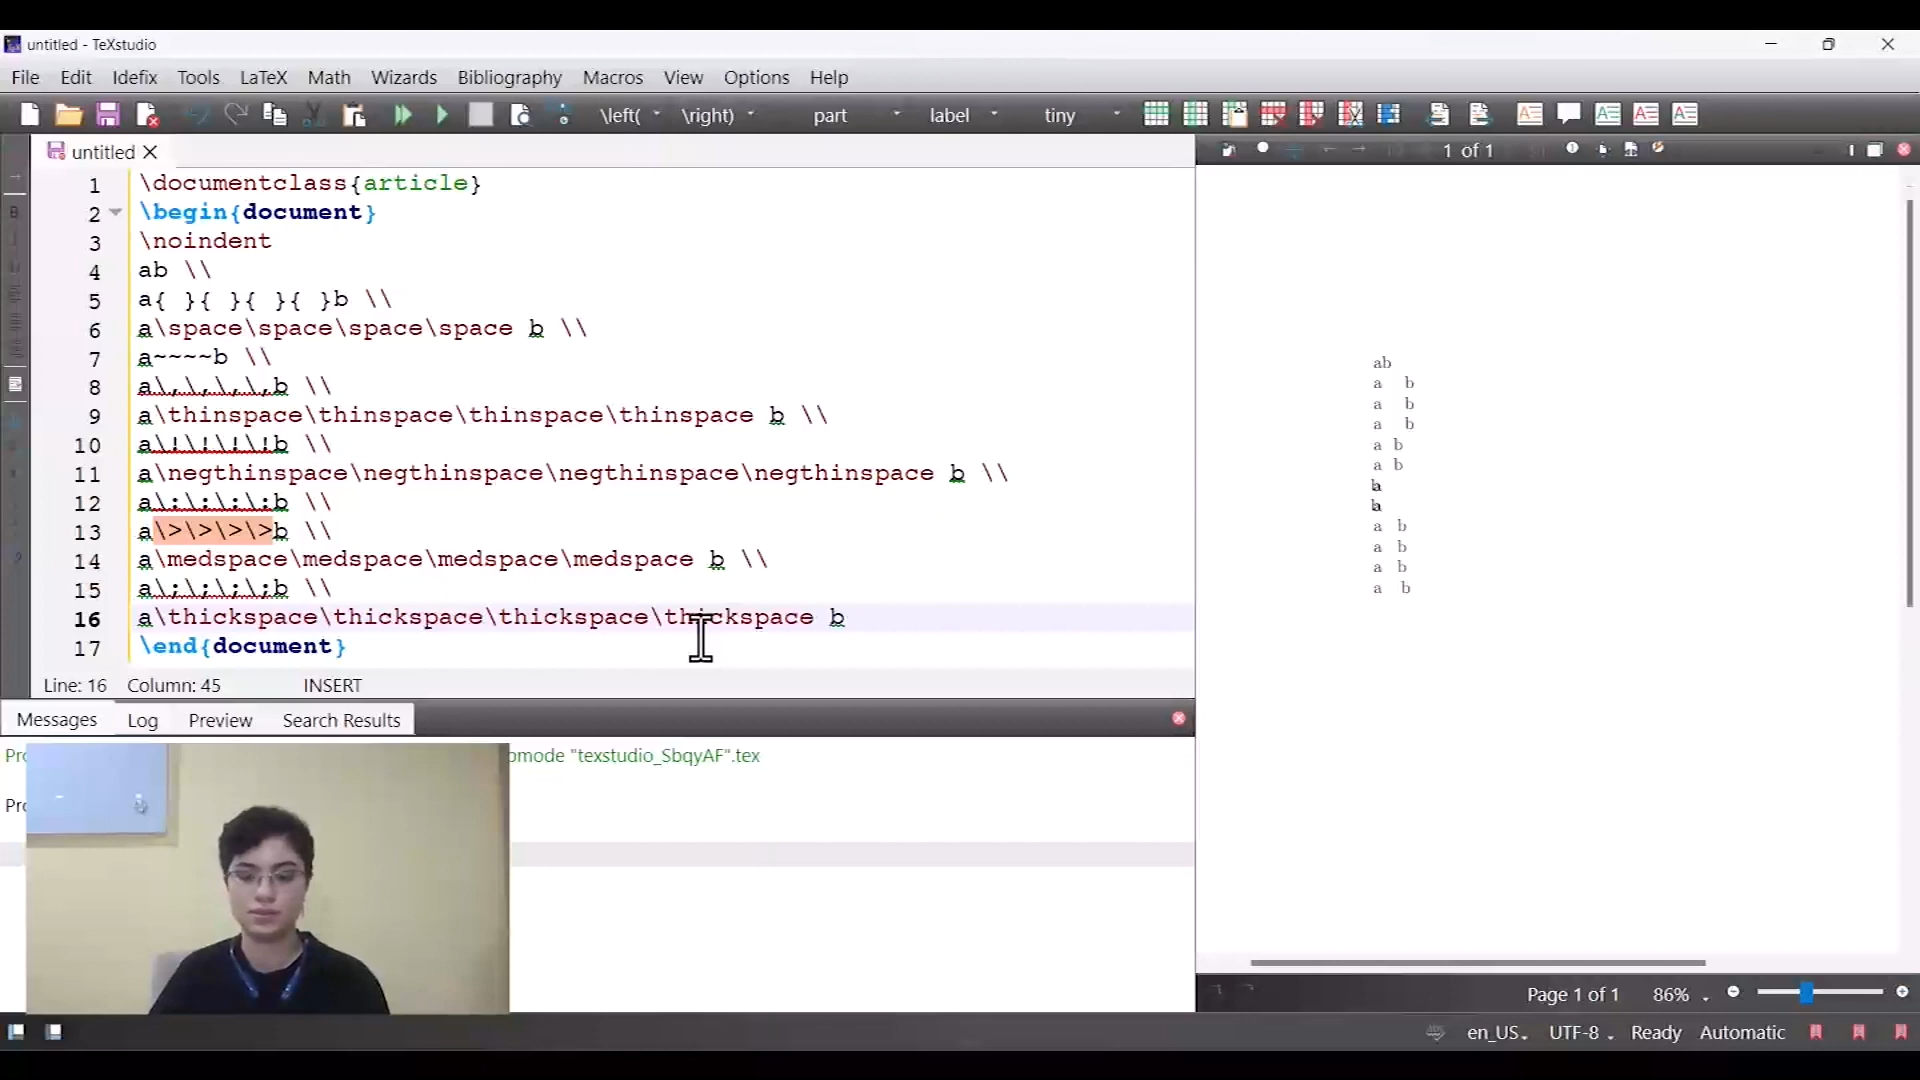 untitled - TeXstudio
File Edit Idefix Tools LaTeX Math Wizards Bibliography Macros View Options Help
\left( \right) part label tiny
untitled
1 of 1
1 \documentclass{article}
2 \begin{document}
3 \noindent
4 ab \\
5 a{ }{ }{ }{ }b \\
6 a\space\space\space\space b \\
7 a~~~~b \\
8 a\,\,\,\,b \\
9 a\thinspace\thinspace\thinspace\thinspace b \\
10 a\!\!\!\!b \\
11 a\negthinspace\negthinspace\negthinspace\negthinspace b \\
12 a\:\:\:\:b \\
13 a\>\>\>\>b \\
14 a\medspace\medspace\medspace\medspace b \\
15 a\;\;\;\;b \\
16 a\thickspace\thickspace\thickspace\thickspace b
17 \end{document}
Line: 16 Column: 45 INSERT
Messages Log Preview Search Results
"texstudio_SbqyAF".tex
ab
a b
a b
a b
a b
a b
ba
ba
a b
a b
a b
a b
Page 1 of 1 86%
en_US UTF-8 Ready Automatic